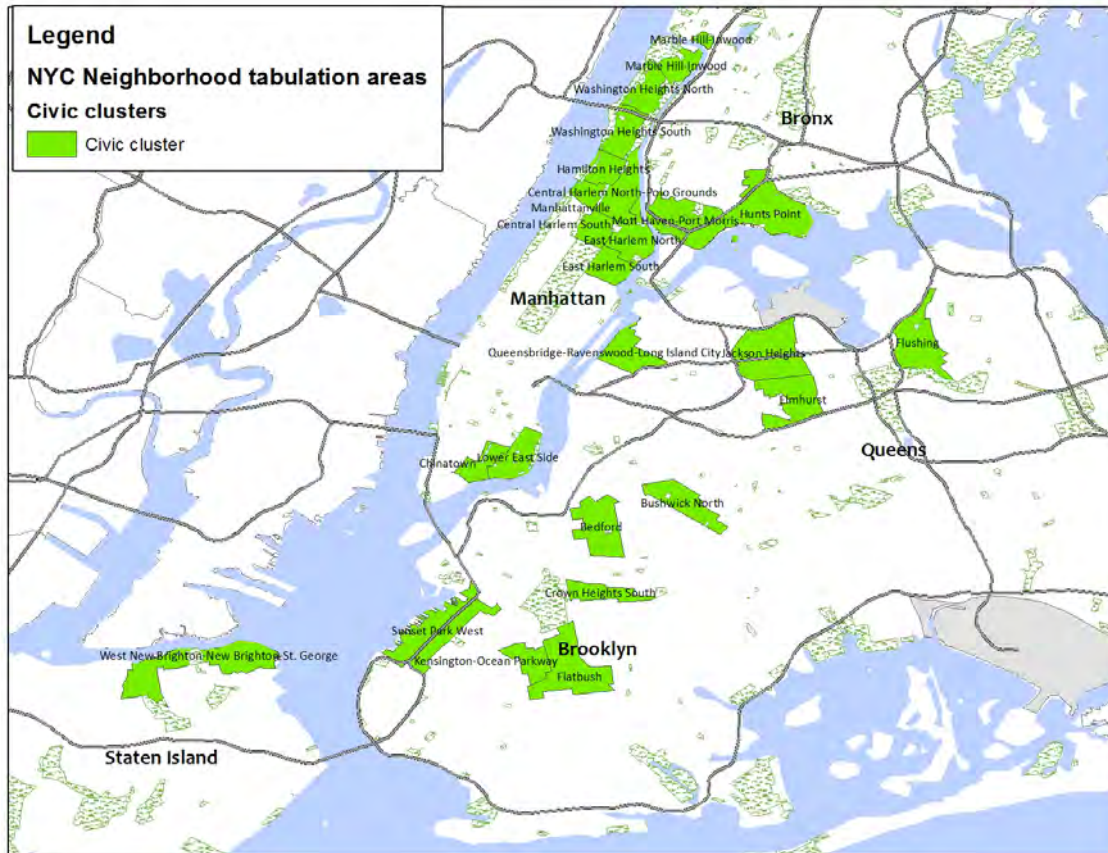 Legend
NYC Neighborhood tabulation areas
Civic clusters
Civic cluster
Marble Hill-Inwood
Marble Hill-Inwood
Washington Heights North
Bronx
Washington Heights South
Hamilton Heights
Central Harlem North-Polo Grounds
Manhattanville
Hunts Point
Mott Haven-Port Morris
Central Harlem South
East Harlem North
East Harlem South
Manhattan
Flushing
Queensbridge-Ravenswood-Long Island City
Jackson Heights
Elmhurst
Queens
Chinatown
Lower East Side
Bushwick North
Bedford
Crown Heights South
Sunset Park West
Brooklyn
West New Brighton-New Brighton-St. George
Kensington-Ocean Parkway
Flatbush
Staten Island